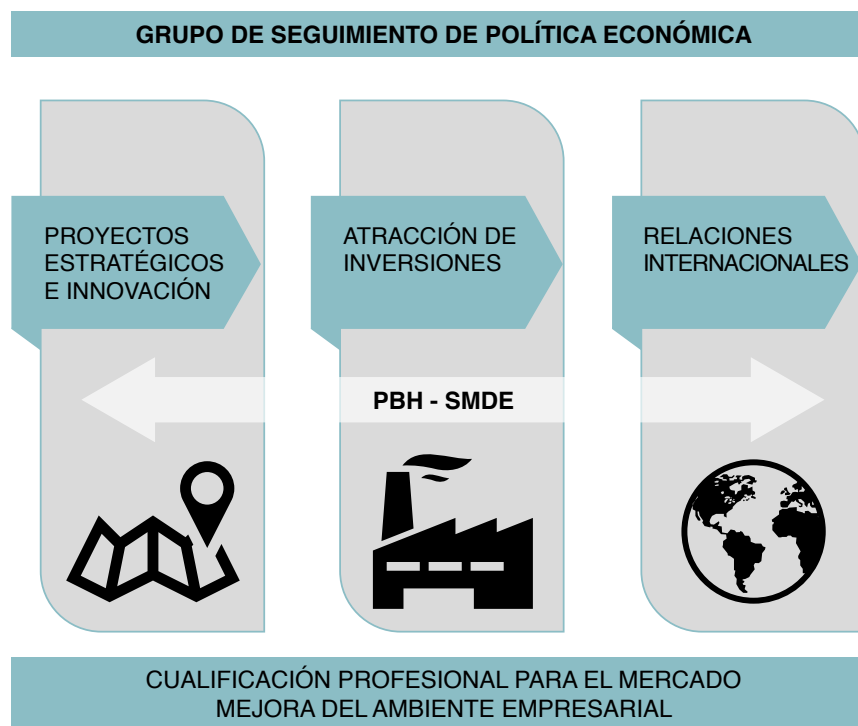 GRUPO DE SEGUIMIENTO DE POLÍTICA ECONÓMICA
PROYECTOS
ESTRATÉGICOS
E INNOVACIÓN
ATRACCIÓN DE
INVERSIONES
RELACIONES
INTERNACIONALES
PBH - SMDE
CUALIFICACIÓN PROFESIONAL PARA EL MERCADO
MEJORA DEL AMBIENTE EMPRESARIAL